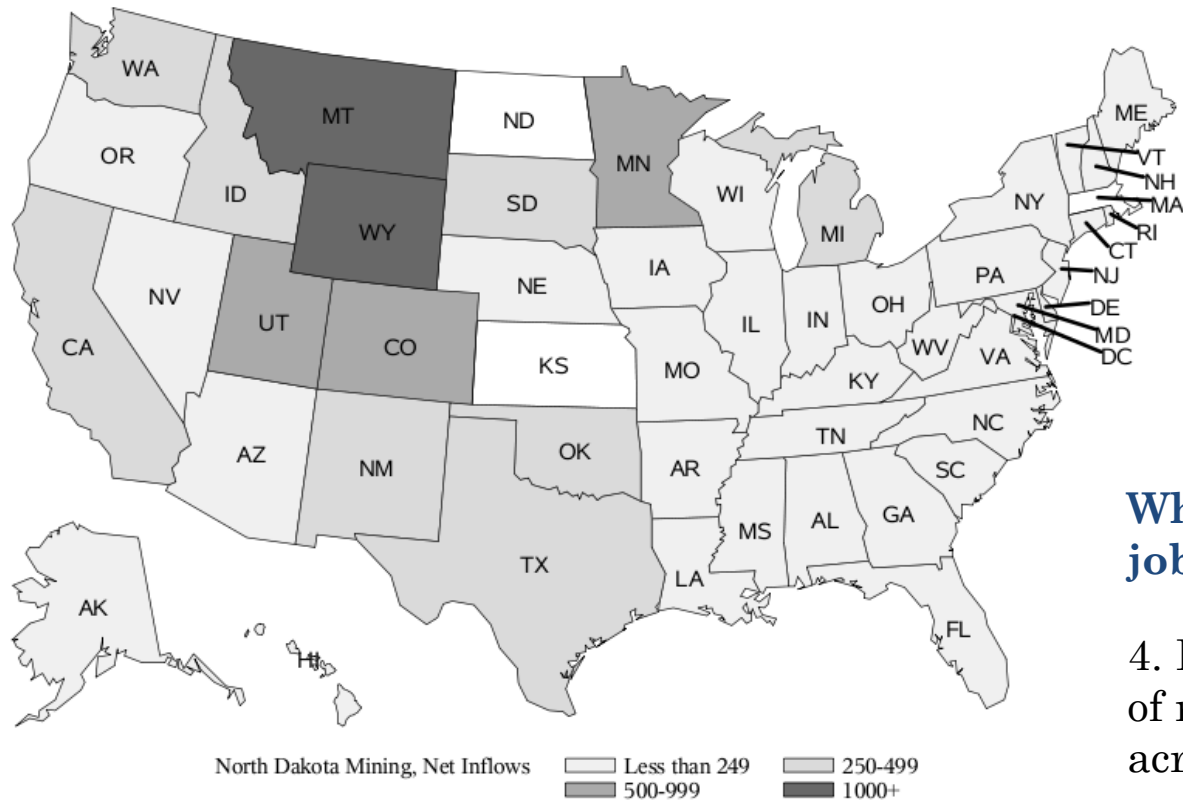 WA
MT
ND
MN
OR
ID
SD
WI
WY
MI
ME
VT
NH
NY
MA
RI
CT
NV
UT
NE
IA
PA
NJ
OH
DE
MD
DC
CA
CO
IL
IN
WV
VA
KS
MO
KY
AZ
NM
OK
AR
TN
NC
SC
MS
AL
GA
TX
LA
AK
HI
FL
Wh
job
4. I
of r
acr
North Dakota Mining, Net Inflows
Less than 249
250-499
500-999
1000+